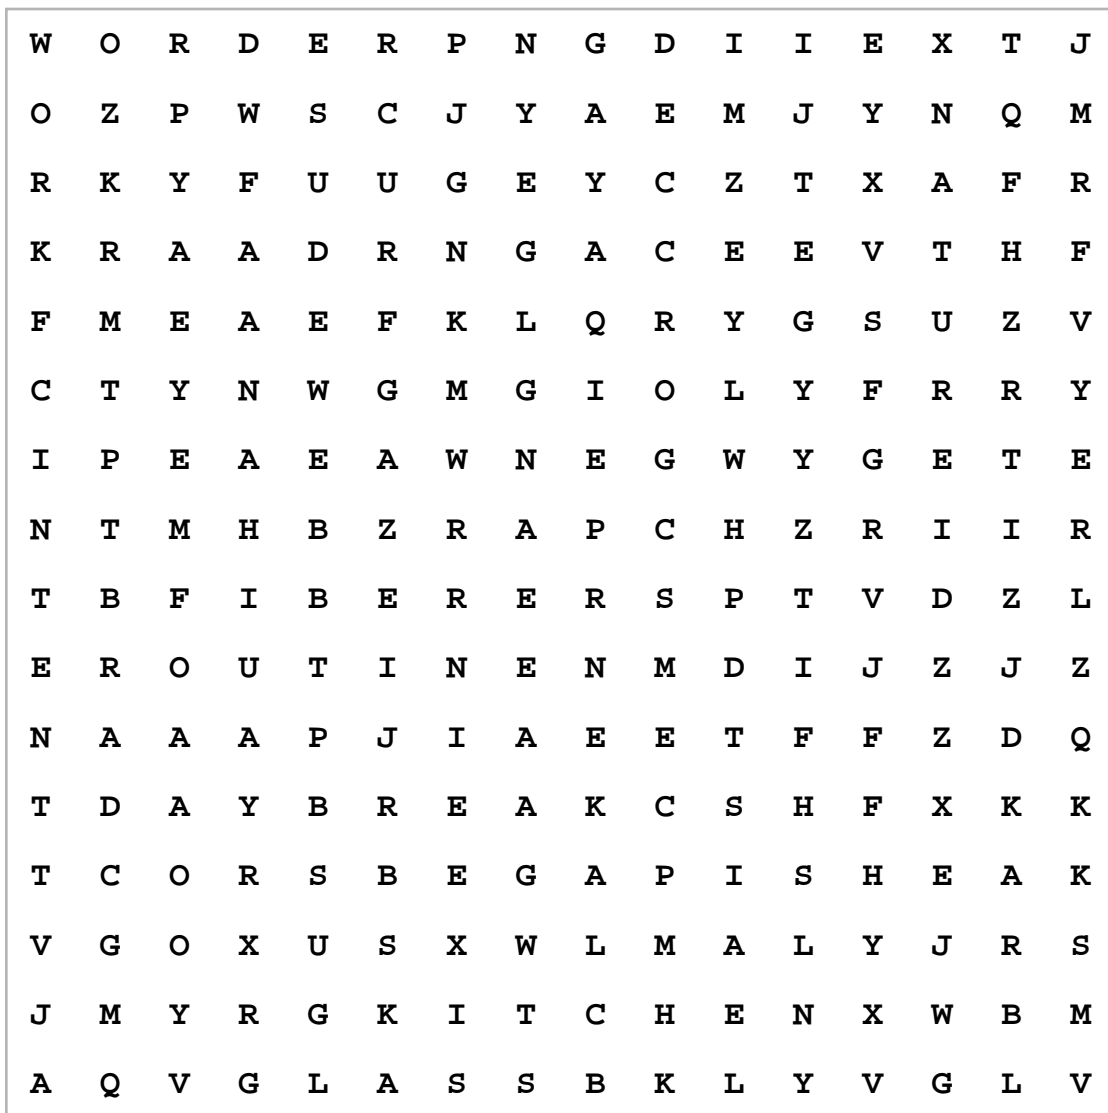 W O R D E R P N G D I I E X T J
O Z P W S C J Y A E M J Y N Q M
R K Y F U U G E Y C Z T X A F R
K R A A D R N G A C E E V T H F
F M E A E F K L Q R Y G S U Z V
C T Y N W G M G I O L Y F R R Y
I P E A E A W N E G W Y G E T E
N T M H B Z R A P C H Z R I I R
T B F I B E R E R S P T V D Z L
E R O U T I N E N M D I J Z J Z
N A A A P J I A E E T F F Z D Q
T D A Y B R E A K C S H F X K K
T C O R S B E G A P I S H E A K
V G O X U S X W L M A L Y J R S
J M Y R G K I T C H E N X W B M
A Q V G L A S S B K L Y V G L V